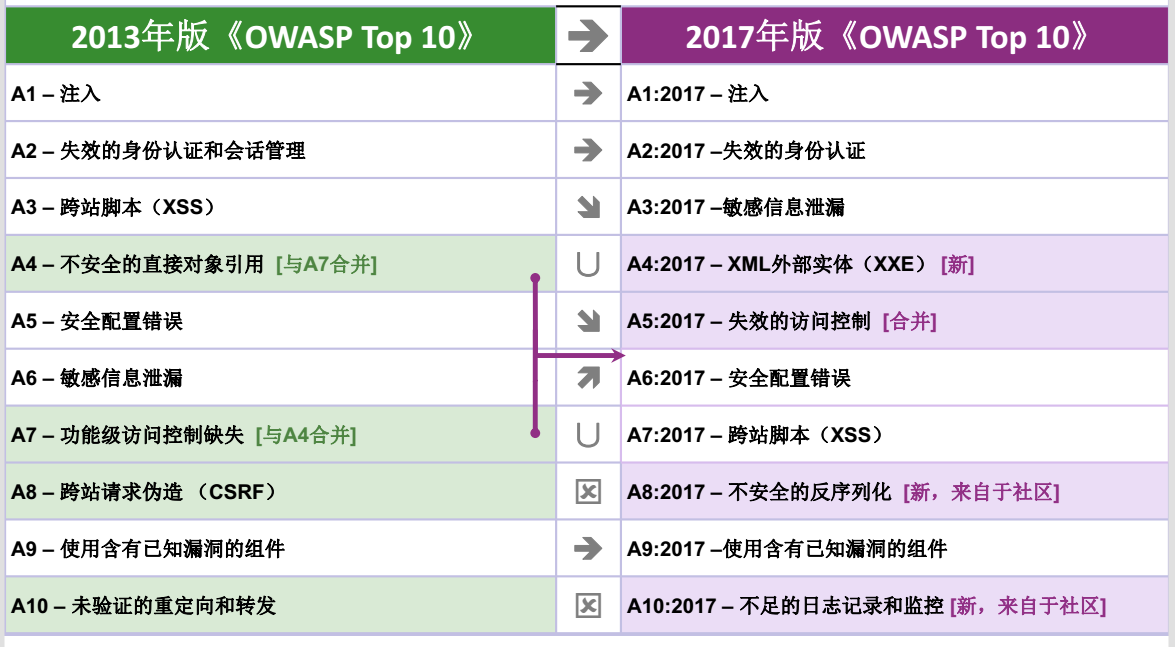 2013年版《OWASP Top 10》 2017年版《OWASP Top 10》
A1 – 注入 A1:2017 – 注入
A2 – 失效的身份认证和会话管理 A2:2017 –失效的身份认证
A3 – 跨站脚本（XSS） A3:2017 –敏感信息泄漏
A4 – 不安全的直接对象引用 [与A7合并] A4:2017 – XML外部实体（XXE） [新]
A5 – 安全配置错误 A5:2017 – 失效的访问控制 [合并]
A6 – 敏感信息泄漏 A6:2017 – 安全配置错误
A7 – 功能级访问控制缺失 [与A4合并] A7:2017 – 跨站脚本（XSS）
A8 – 跨站请求伪造 （CSRF） A8:2017 – 不安全的反序列化 [新，来自于社区]
A9 – 使用含有已知漏洞的组件 A9:2017 –使用含有已知漏洞的组件
A10 – 未验证的重定向和转发 A10:2017 – 不足的日志记录和监控 [新，来自于社区]